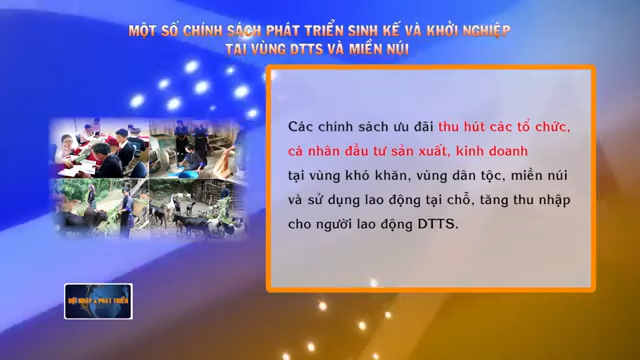 MỘT SỐ CHÍNH SÁCH PHÁT TRIỂN SINH KẾ VÀ KHỞI NGHIỆP
TẠI VÙNG DTTS VÀ MIỀN NÚI
Các chính sách ưu đãi thu hút các tổ chức,
cá nhân đầu tư sản xuất, kinh doanh
tại vùng khó khăn, vùng dân tộc, miền núi
và sử dụng lao động tại chỗ, tăng thu nhập
cho người lao động DTTS.
HỘI NHẬP & PHÁT TRIỂN